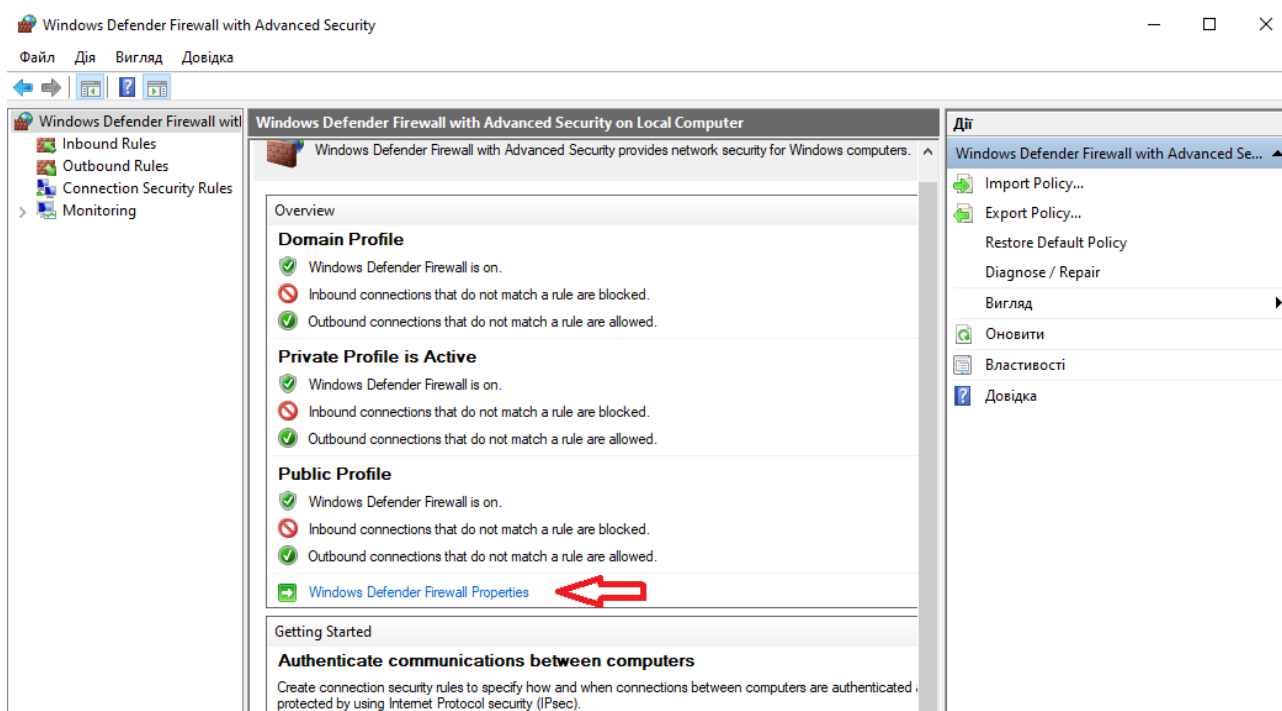 Windows Defender Firewall with Advanced Security
Файл Дія Вигляд Довідка
Windows Defender Firewall witl
Inbound Rules
Outbound Rules
Connection Security Rules
Monitoring
Windows Defender Firewall with Advanced Security on Local Computer
Windows Defender Firewall with Advanced Security provides network security for Windows computers.
Overview
Domain Profile
Windows Defender Firewall is on.
Inbound connections that do not match a rule are blocked.
Outbound connections that do not match a rule are allowed.
Private Profile is Active
Windows Defender Firewall is on.
Inbound connections that do not match a rule are blocked.
Outbound connections that do not match a rule are allowed.
Public Profile
Windows Defender Firewall is on.
Inbound connections that do not match a rule are blocked.
Outbound connections that do not match a rule are allowed.
Windows Defender Firewall Properties
Getting Started
Authenticate communications between computers
Create connection security rules to specify how and when connections between computers are authenticated
protected by using Internet Protocol security (IPsec).
Дії
Windows Defender Firewall with Advanced Se...
Import Policy...
Export Policy...
Restore Default Policy
Diagnose / Repair
Вигляд
Оновити
Властивості
Довідка